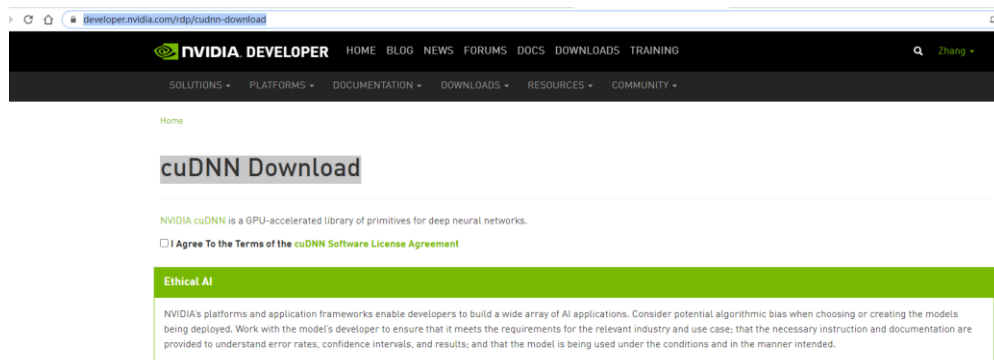 developer.nvidia.com/rdp/cudnn-download
NVIDIA. DEVELOPER HOME BLOG NEWS FORUMS DOCS DOWNLOADS TRAINING Zhang
SOLUTIONS PLATFORMS DOCUMENTATION DOWNLOADS RESOURCES COMMUNITY
Home
cuDNN Download
NVIDIA cuDNN is a GPU-accelerated library of primitives for deep neural networks.
I Agree To the Terms of the cuDNN Software License Agreement
Ethical AI
NVIDIA's platforms and application frameworks enable developers to build a wide array of AI applications. Consider potential algorithmic bias when choosing or creating the models
being deployed. Work with the model's developer to ensure that it meets the requirements for the relevant industry and use case; that the necessary instruction and documentation are
provided to understand error rates, confidence intervals, and results; and that the model is being used under the conditions and in the manner intended.